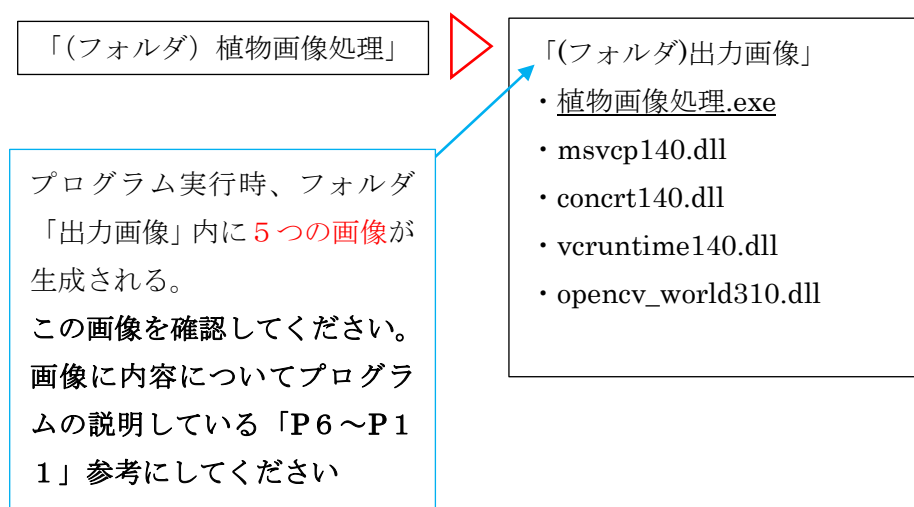 「(フォルダ）植物画像処理」
「(フォルダ)出力画像」
・植物画像処理.exe
・msvcp140.dll
・concrt140.dll
・vcruntime140.dll
・opencv_world310.dll
プログラム実行時、フォルダ
「出力画像」内に５つの画像が
生成される。
この画像を確認してください。
画像に内容についてプログラ
ムの説明している「P６～P１
１」参考にしてください